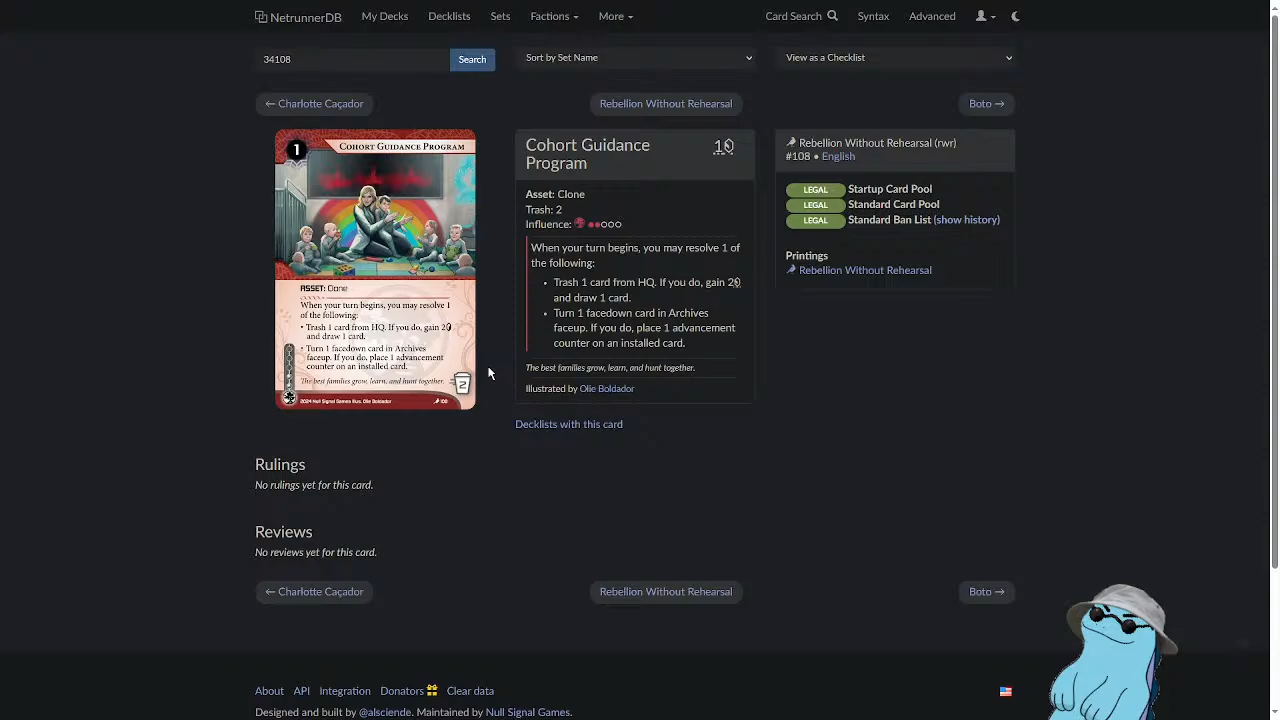 NetrunnerDB
My Decks
Decklists
Sets
Factions
More
Card Search
Syntax
Advanced
34108
Search
Sort by Set Name
View as a Checklist
← Charlotte Caçador
Rebellion Without Rehearsal
Boto →
1
Cohort Guidance Program
ASSET: Clone
When your turn begins, you may resolve 1
of the following:
• Trash 1 card from HQ. If you do, gain 2
and draw 1 card.
• Turn 1 facedown card in Archives
faceup. If you do, place 1 advancement
counter on an installed card.
The best families grow, learn, and hunt together.
2
2024 Null Signal Games Illus. Olie Boldador
108
Cohort Guidance
Program
1
Asset: Clone
Trash: 2
Influence:
When your turn begins, you may resolve 1 of
the following:
• Trash 1 card from HQ. If you do, gain 2
and draw 1 card.
• Turn 1 facedown card in Archives
faceup. If you do, place 1 advancement
counter on an installed card.
The best families grow, learn, and hunt together.
Illustrated by Olie Boldador
Decklists with this card
Rebellion Without Rehearsal (rwr)
#108 • English
LEGAL Startup Card Pool
LEGAL Standard Card Pool
LEGAL Standard Ban List (show history)
Printings
Rebellion Without Rehearsal
Rulings
No rulings yet for this card.
Reviews
No reviews yet for this card.
← Charlotte Caçador
Rebellion Without Rehearsal
Boto →
About
API
Integration
Donators
Clear data
Designed and built by @alsciende. Maintained by Null Signal Games.